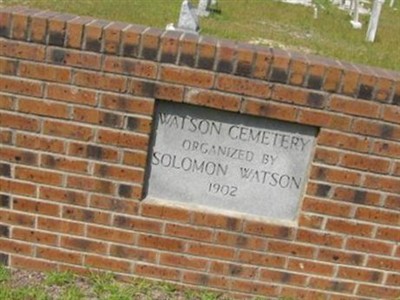 WATSON CEMETERY
ORGANIZED BY
SOLOMON WATSON
1902